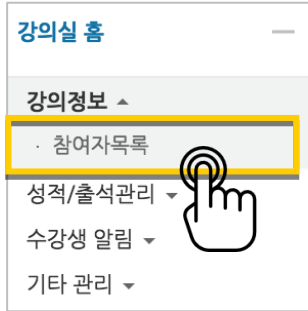 강의실 홈
강의정보 ▲
· 참여자목록
성적/출석관리 ▼
수강생 알림 ▼
기타 관리 ▼